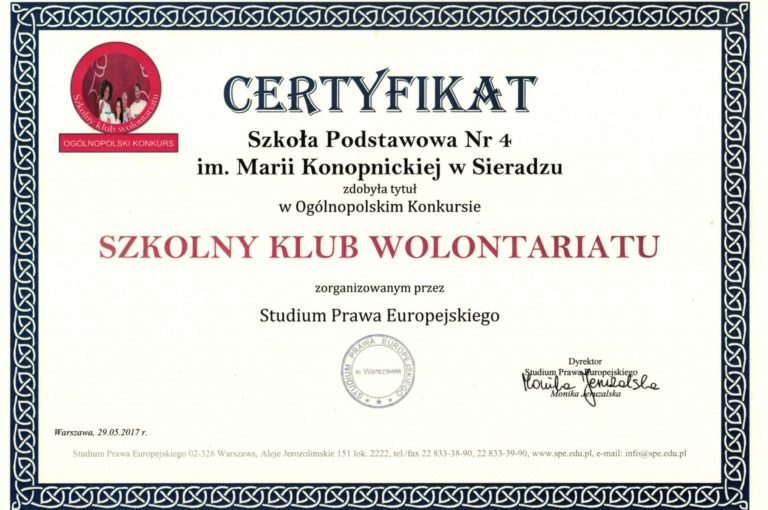 Szkolny klub wolontariatu
OGÓLNOPOLSKI KONKURS
CERTYFIKAT
Szkoła Podstawowa Nr 4
im. Marii Konopnickiej w Sieradzu
zdobyła tytuł
w Ogólnopolskim Konkursie
SZKOLNY KLUB WOLONTARIATU
zorganizowanym przez
Studium Prawa Europejskiego
STUDIUM PRAWA EUROPEJSKIEGO
w Warszawie
Dyrektor
Studium Prawa Europejskiego
Monika Jeruzalska
Monika Jeruzalska
Warszawa, 29.05.2017 r.
Studium Prawa Europejskiego 02-326 Warszawa, Aleje Jerozolimskie 151 lok. 2222, tel./fax 22 833-38-90, 22 833-39-90, www.spe.edu.pl, e-mail: info@spe.edu.pl